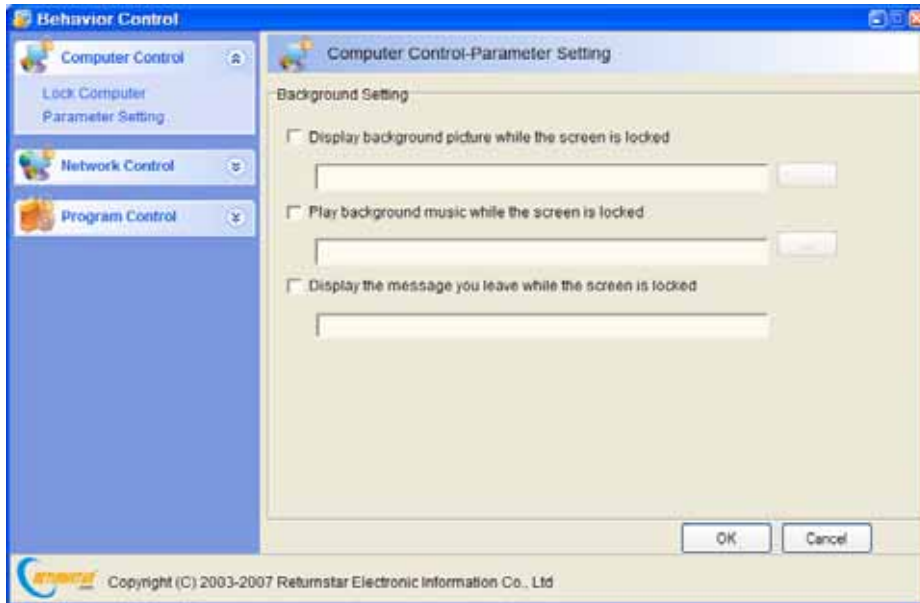 Behavior Control
Computer Control
Lock Computer
Parameter Setting
Network Control
Program Control
Computer Control-Parameter Setting
Background Setting
Display background picture while the screen is locked
Play background music while the screen is locked
...
Display the message you leave while the screen is locked
OK
Cancel
Copyright (C) 2003-2007 Returnstar Electronic Information Co., Ltd